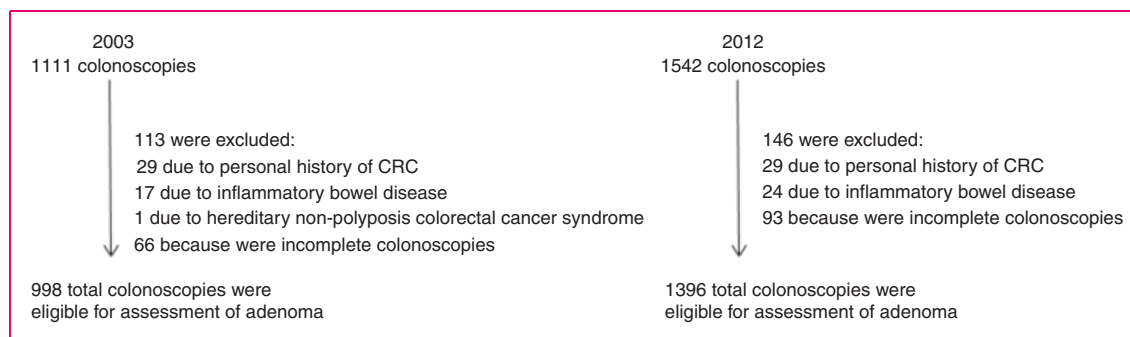 2003
1111 colonoscopies
113 were excluded:
29 due to personal history of CRC
17 due to inflammatory bowel disease
1 due to hereditary non-polyposis colorectal cancer syndrome
66 because were incomplete colonoscopies
998 total colonoscopies were
eligible for assessment of adenoma
2012
1542 colonoscopies
146 were excluded:
29 due to personal history of CRC
24 due to inflammatory bowel disease
93 because were incomplete colonoscopies
1396 total colonoscopies were
eligible for assessment of adenoma